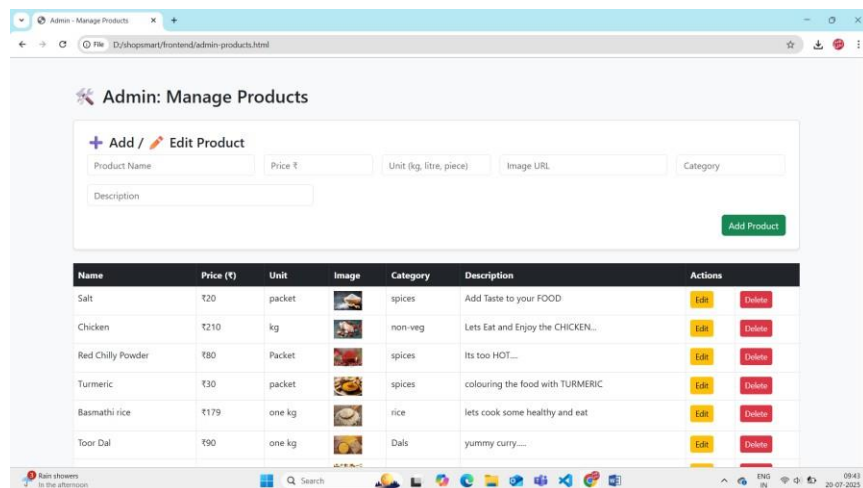 Admin - Manage Products
File D:/shopsmart/frontend/admin-products.html
Admin: Manage Products
Add / Edit Product
Product Name Price ₹ Unit (kg, litre, piece) Image URL Category
Description
Add Product
Name Price (₹) Unit Image Category Description Actions
Salt ₹20 packet spices Add Taste to your FOOD Edit Delete
Chicken ₹210 kg non-veg Lets Eat and Enjoy the CHICKEN... Edit Delete
Red Chilly Powder ₹80 Packet spices Its too HOT.... Edit Delete
Turmeric ₹30 packet spices colouring the food with TURMERIC Edit Delete
Basmathi rice ₹179 one kg rice lets cook some healthy and eat Edit Delete
Toor Dal ₹90 one kg Dals yummy curry..... Edit Delete
3 Rain showers Search ENG 09:43
In the afternoon IN 20-07-2025